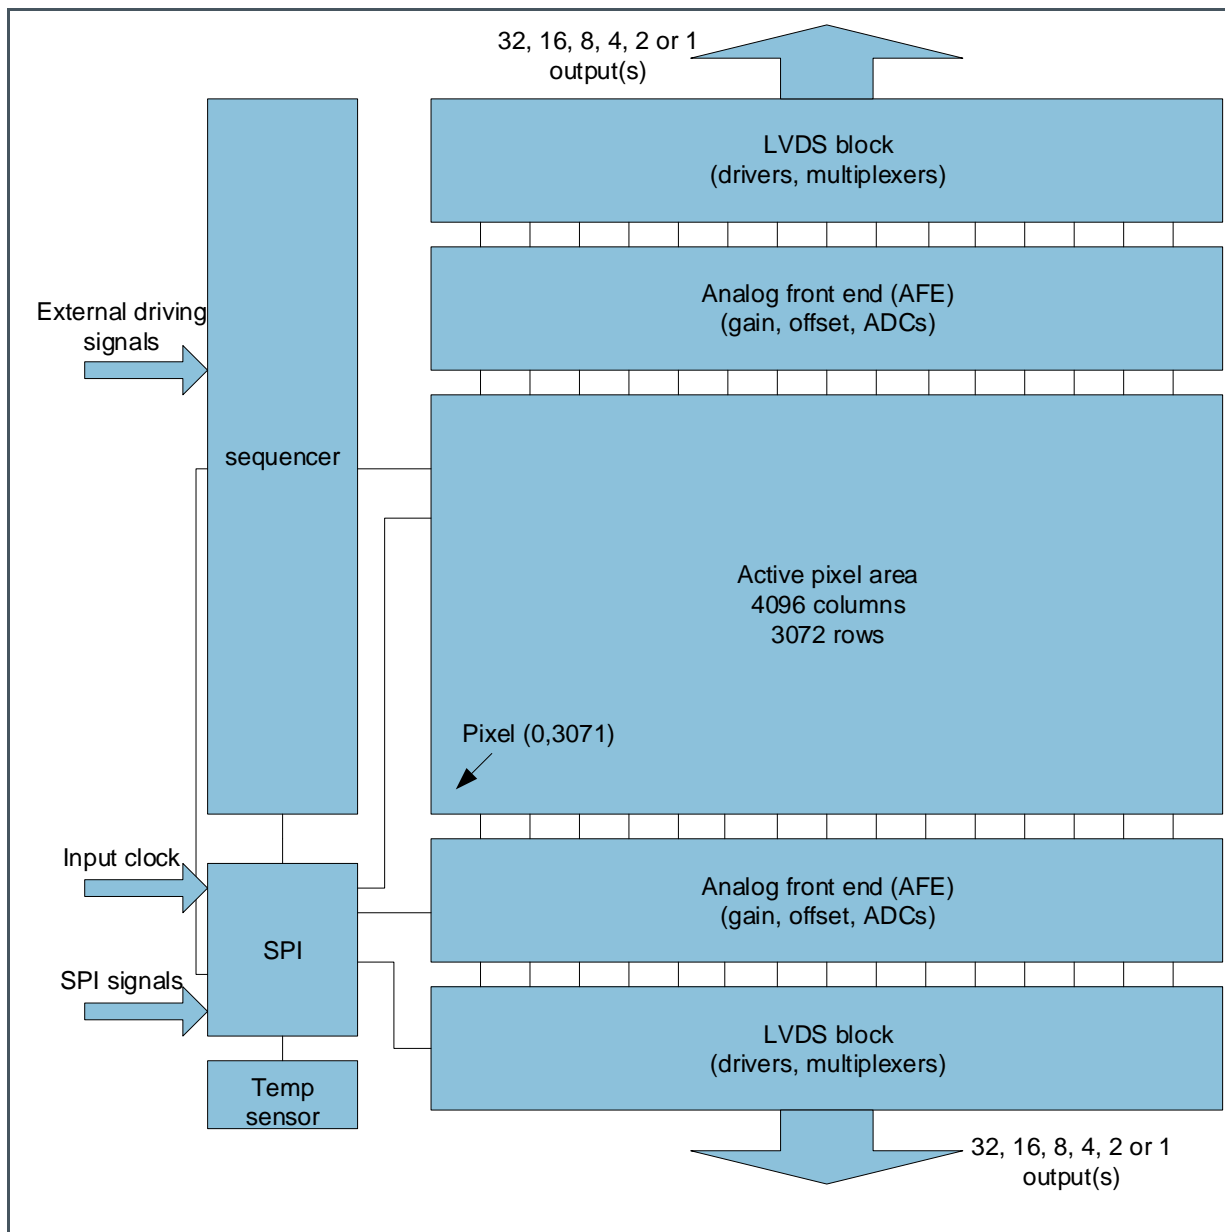 32, 16, 8, 4, 2 or 1
output(s)
LVDS block
(drivers, multiplexers)
Analog front end (AFE)
(gain, offset, ADCs)
External driving
signals
sequencer
Active pixel area
4096 columns
3072 rows
Pixel (0,3071)
Input clock
Analog front end (AFE)
(gain, offset, ADCs)
SPI
SPI signals
LVDS block
(drivers, multiplexers)
Temp
sensor
32, 16, 8, 4, 2 or 1
output(s)